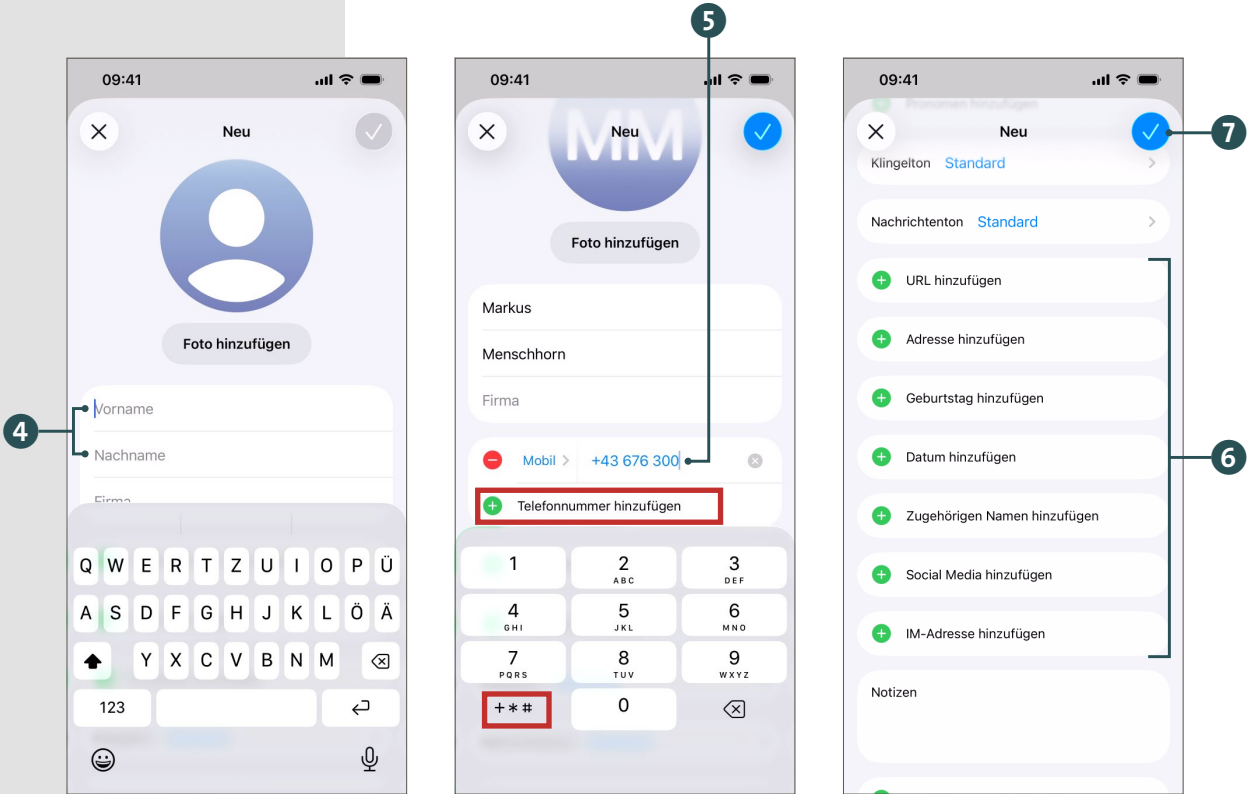 5
09:41
Neu
Foto hinzufügen
4
Vorname
Nachname
Firma
Q W E R T Z U I O P Ü
A S D F G H J K L Ö Ä
Y X C V B N M
123
09:41
MM
Neu
Foto hinzufügen
Markus
Menschhorn
Firma
Mobil > +43 676 300
Telefonnummer hinzufügen
1 2 3
ABC DEF
4 5 6
GHI JKL MNO
7 8 9
PQRS TUV WXYZ
+*# 0
09:41
Pronomen hinzufügen
Neu
7
Klingelton Standard >
Nachrichtenton Standard >
URL hinzufügen
Adresse hinzufügen
Geburtstag hinzufügen
Datum hinzufügen
6
Zugehörigen Namen hinzufügen
Social Media hinzufügen
IM-Adresse hinzufügen
Notizen